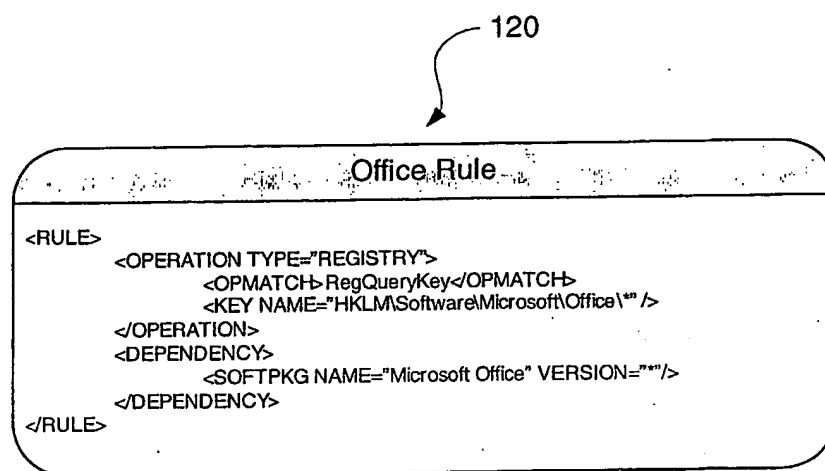 120
Office Rule
<RULE>
<OPERATION TYPE="REGISTRY">
<OPMATCH>RegQueryKey</OPMATCH>
<KEY NAME="HKLM\Software\Microsoft\Office\*" />
</OPERATION>
<DEPENDENCY>
<SOFTPKG NAME="Microsoft Office" VERSION="*"/>
</DEPENDENCY>
</RULE>